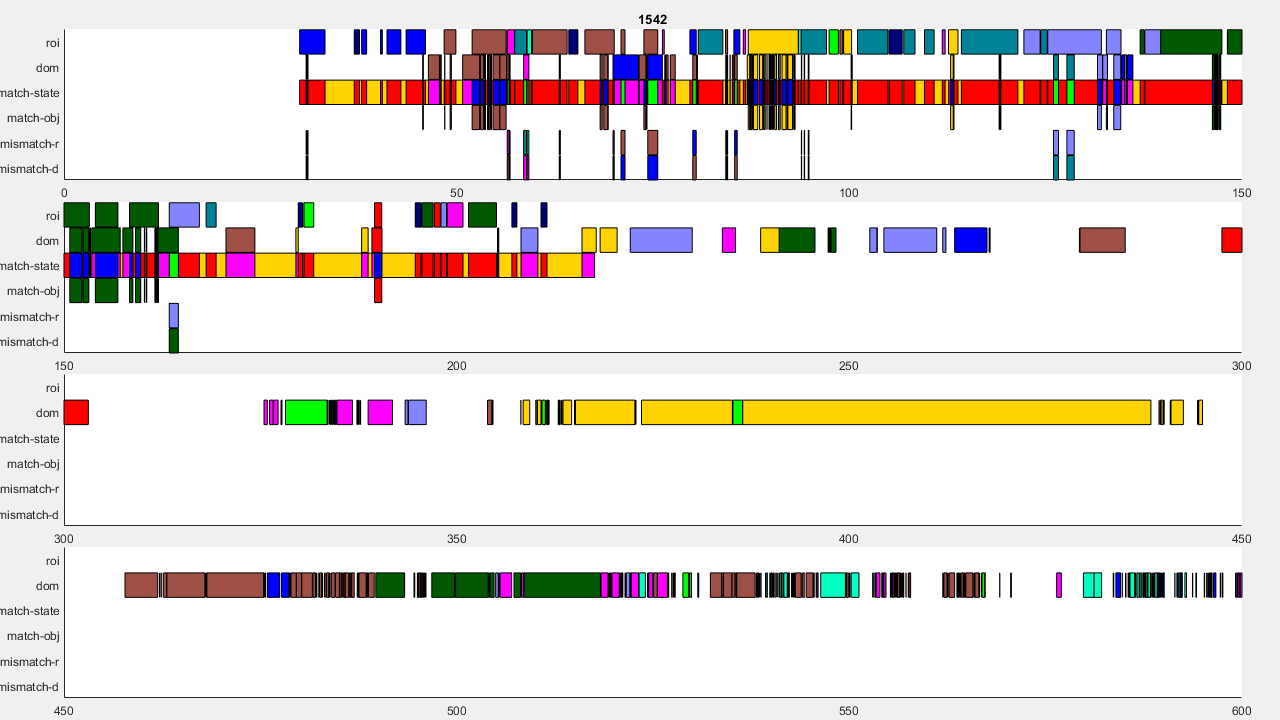 1542
roi
dom
match-state
match-obj
mismatch-r
mismatch-d
0 50 100 150
roi
dom
match-state
match-obj
mismatch-r
mismatch-d
150 200 250 300
roi
dom
match-state
match-obj
mismatch-r
mismatch-d
300 350 400 450
roi
dom
match-state
match-obj
mismatch-r
mismatch-d
450 500 550 600